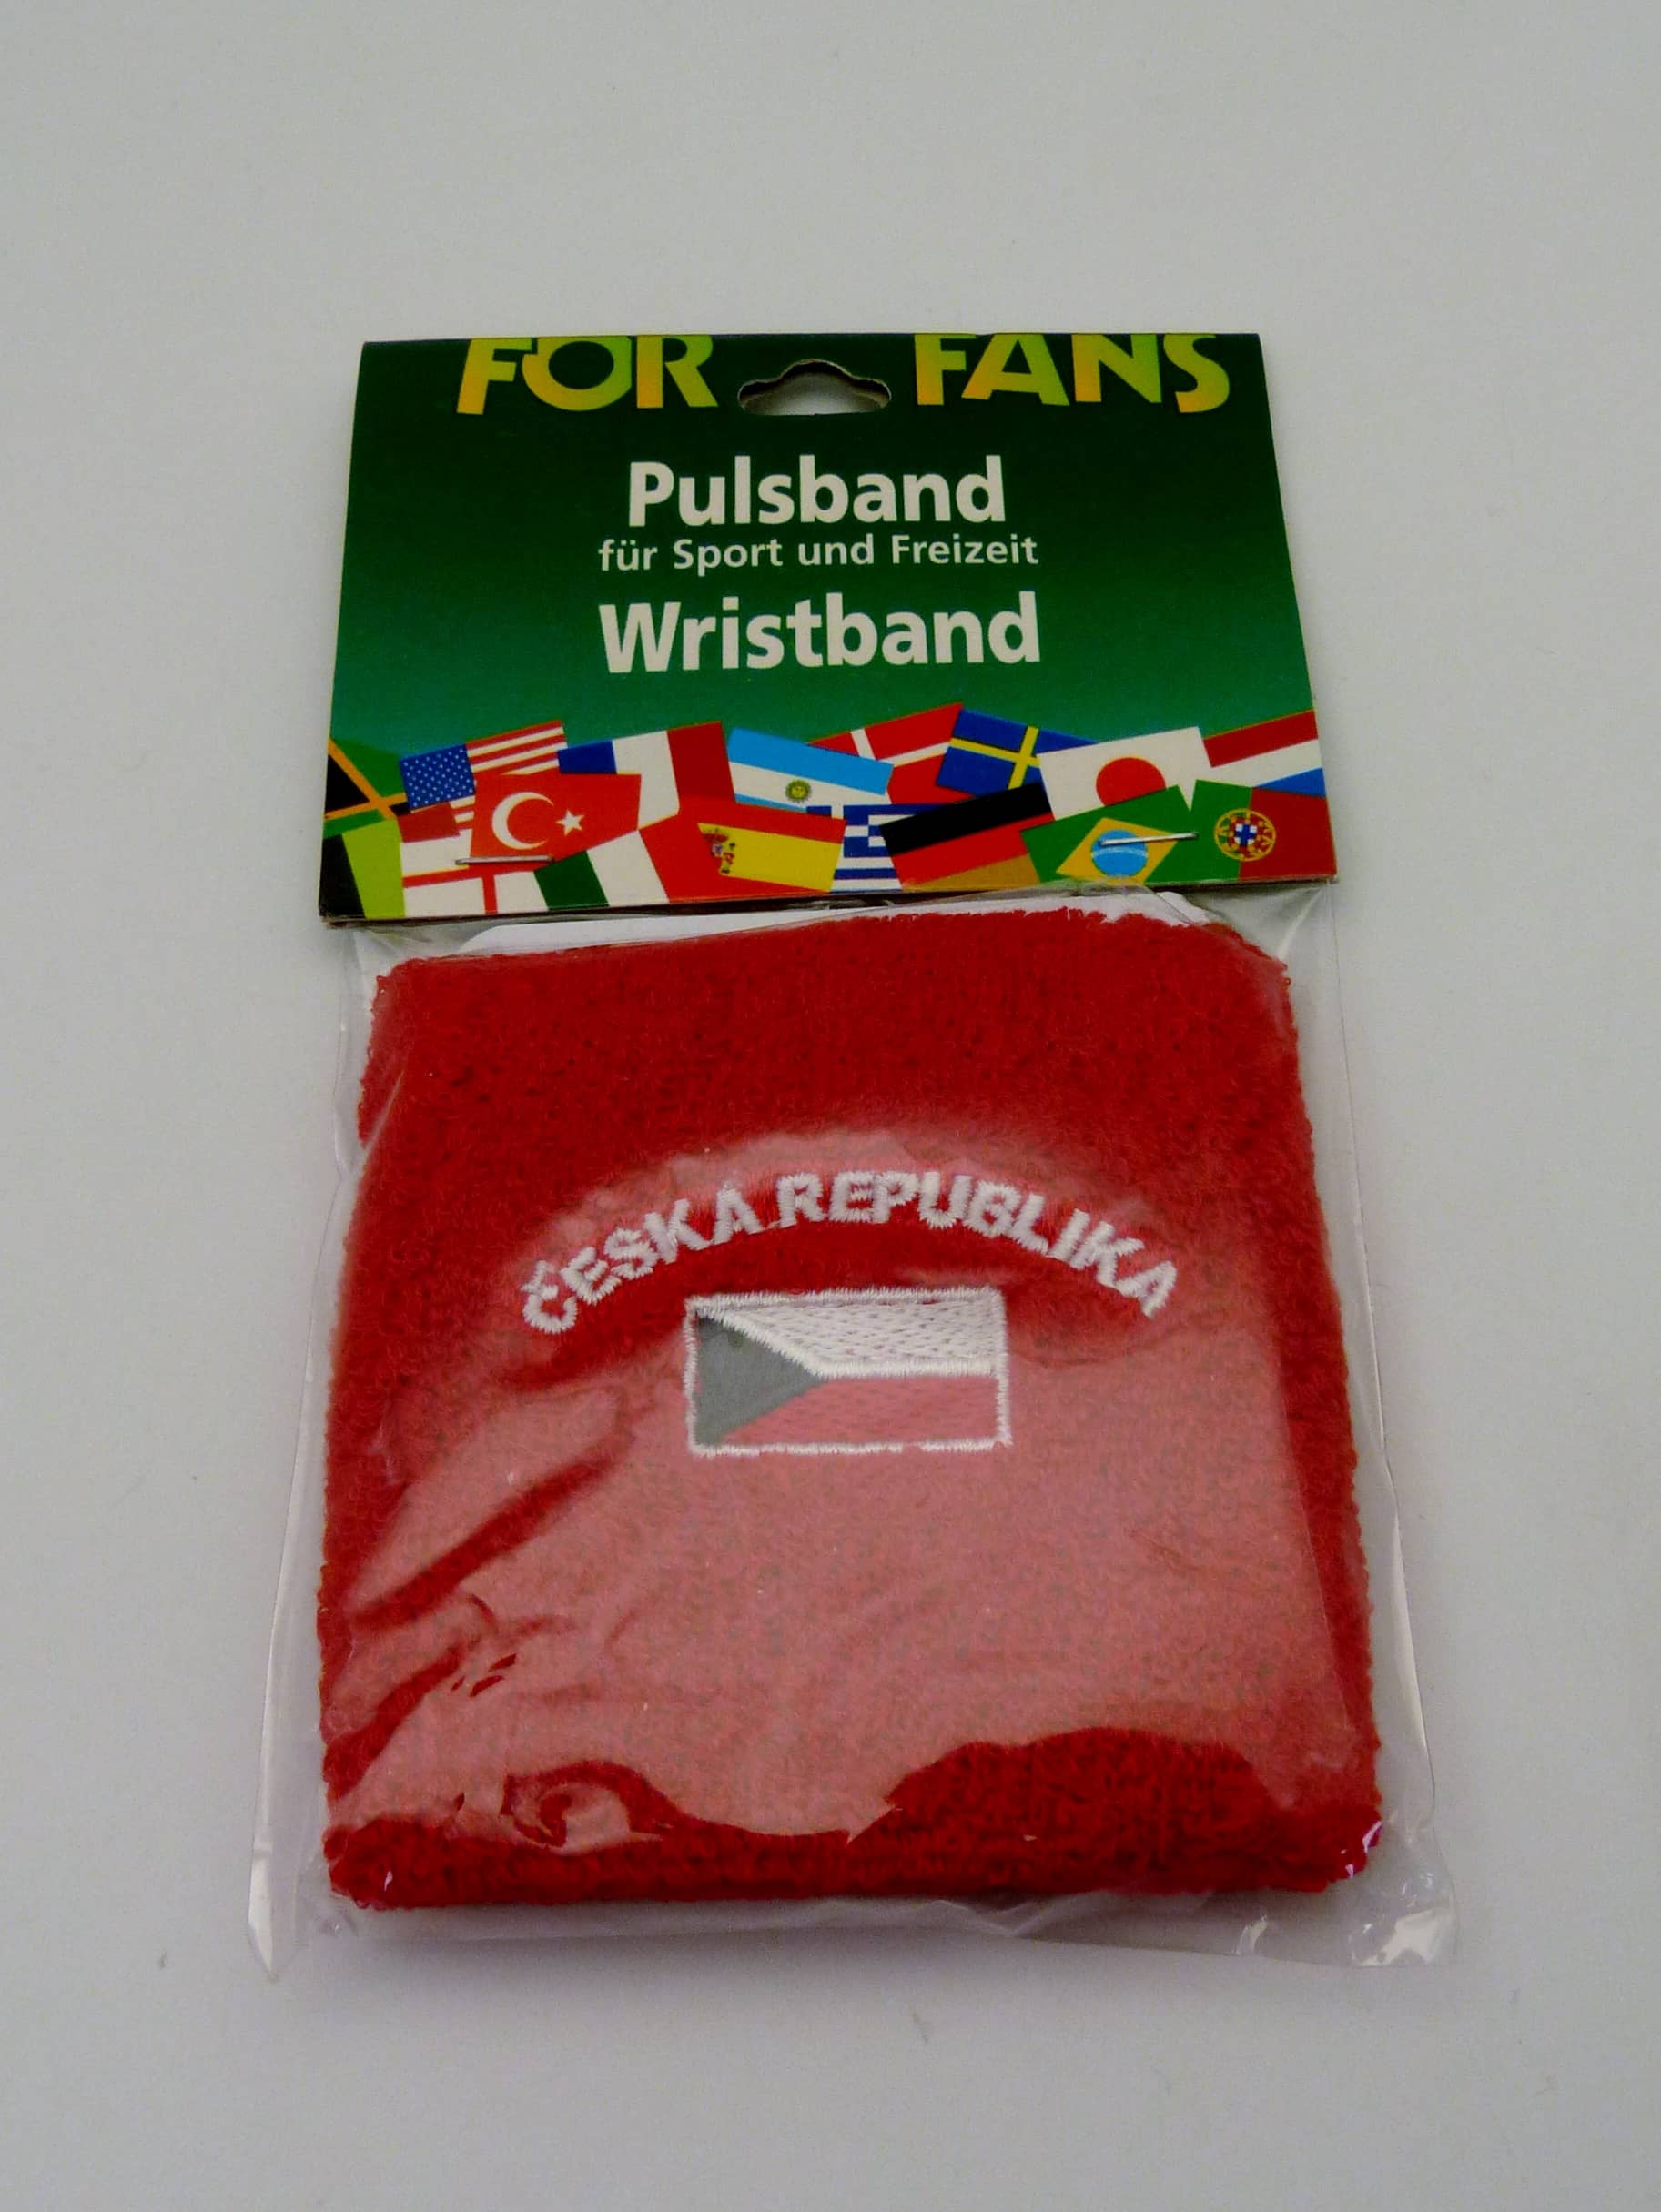 FOR FANS
Pulsband
für Sport und Freizeit
Wristband
ČESKA REPUBLIKA